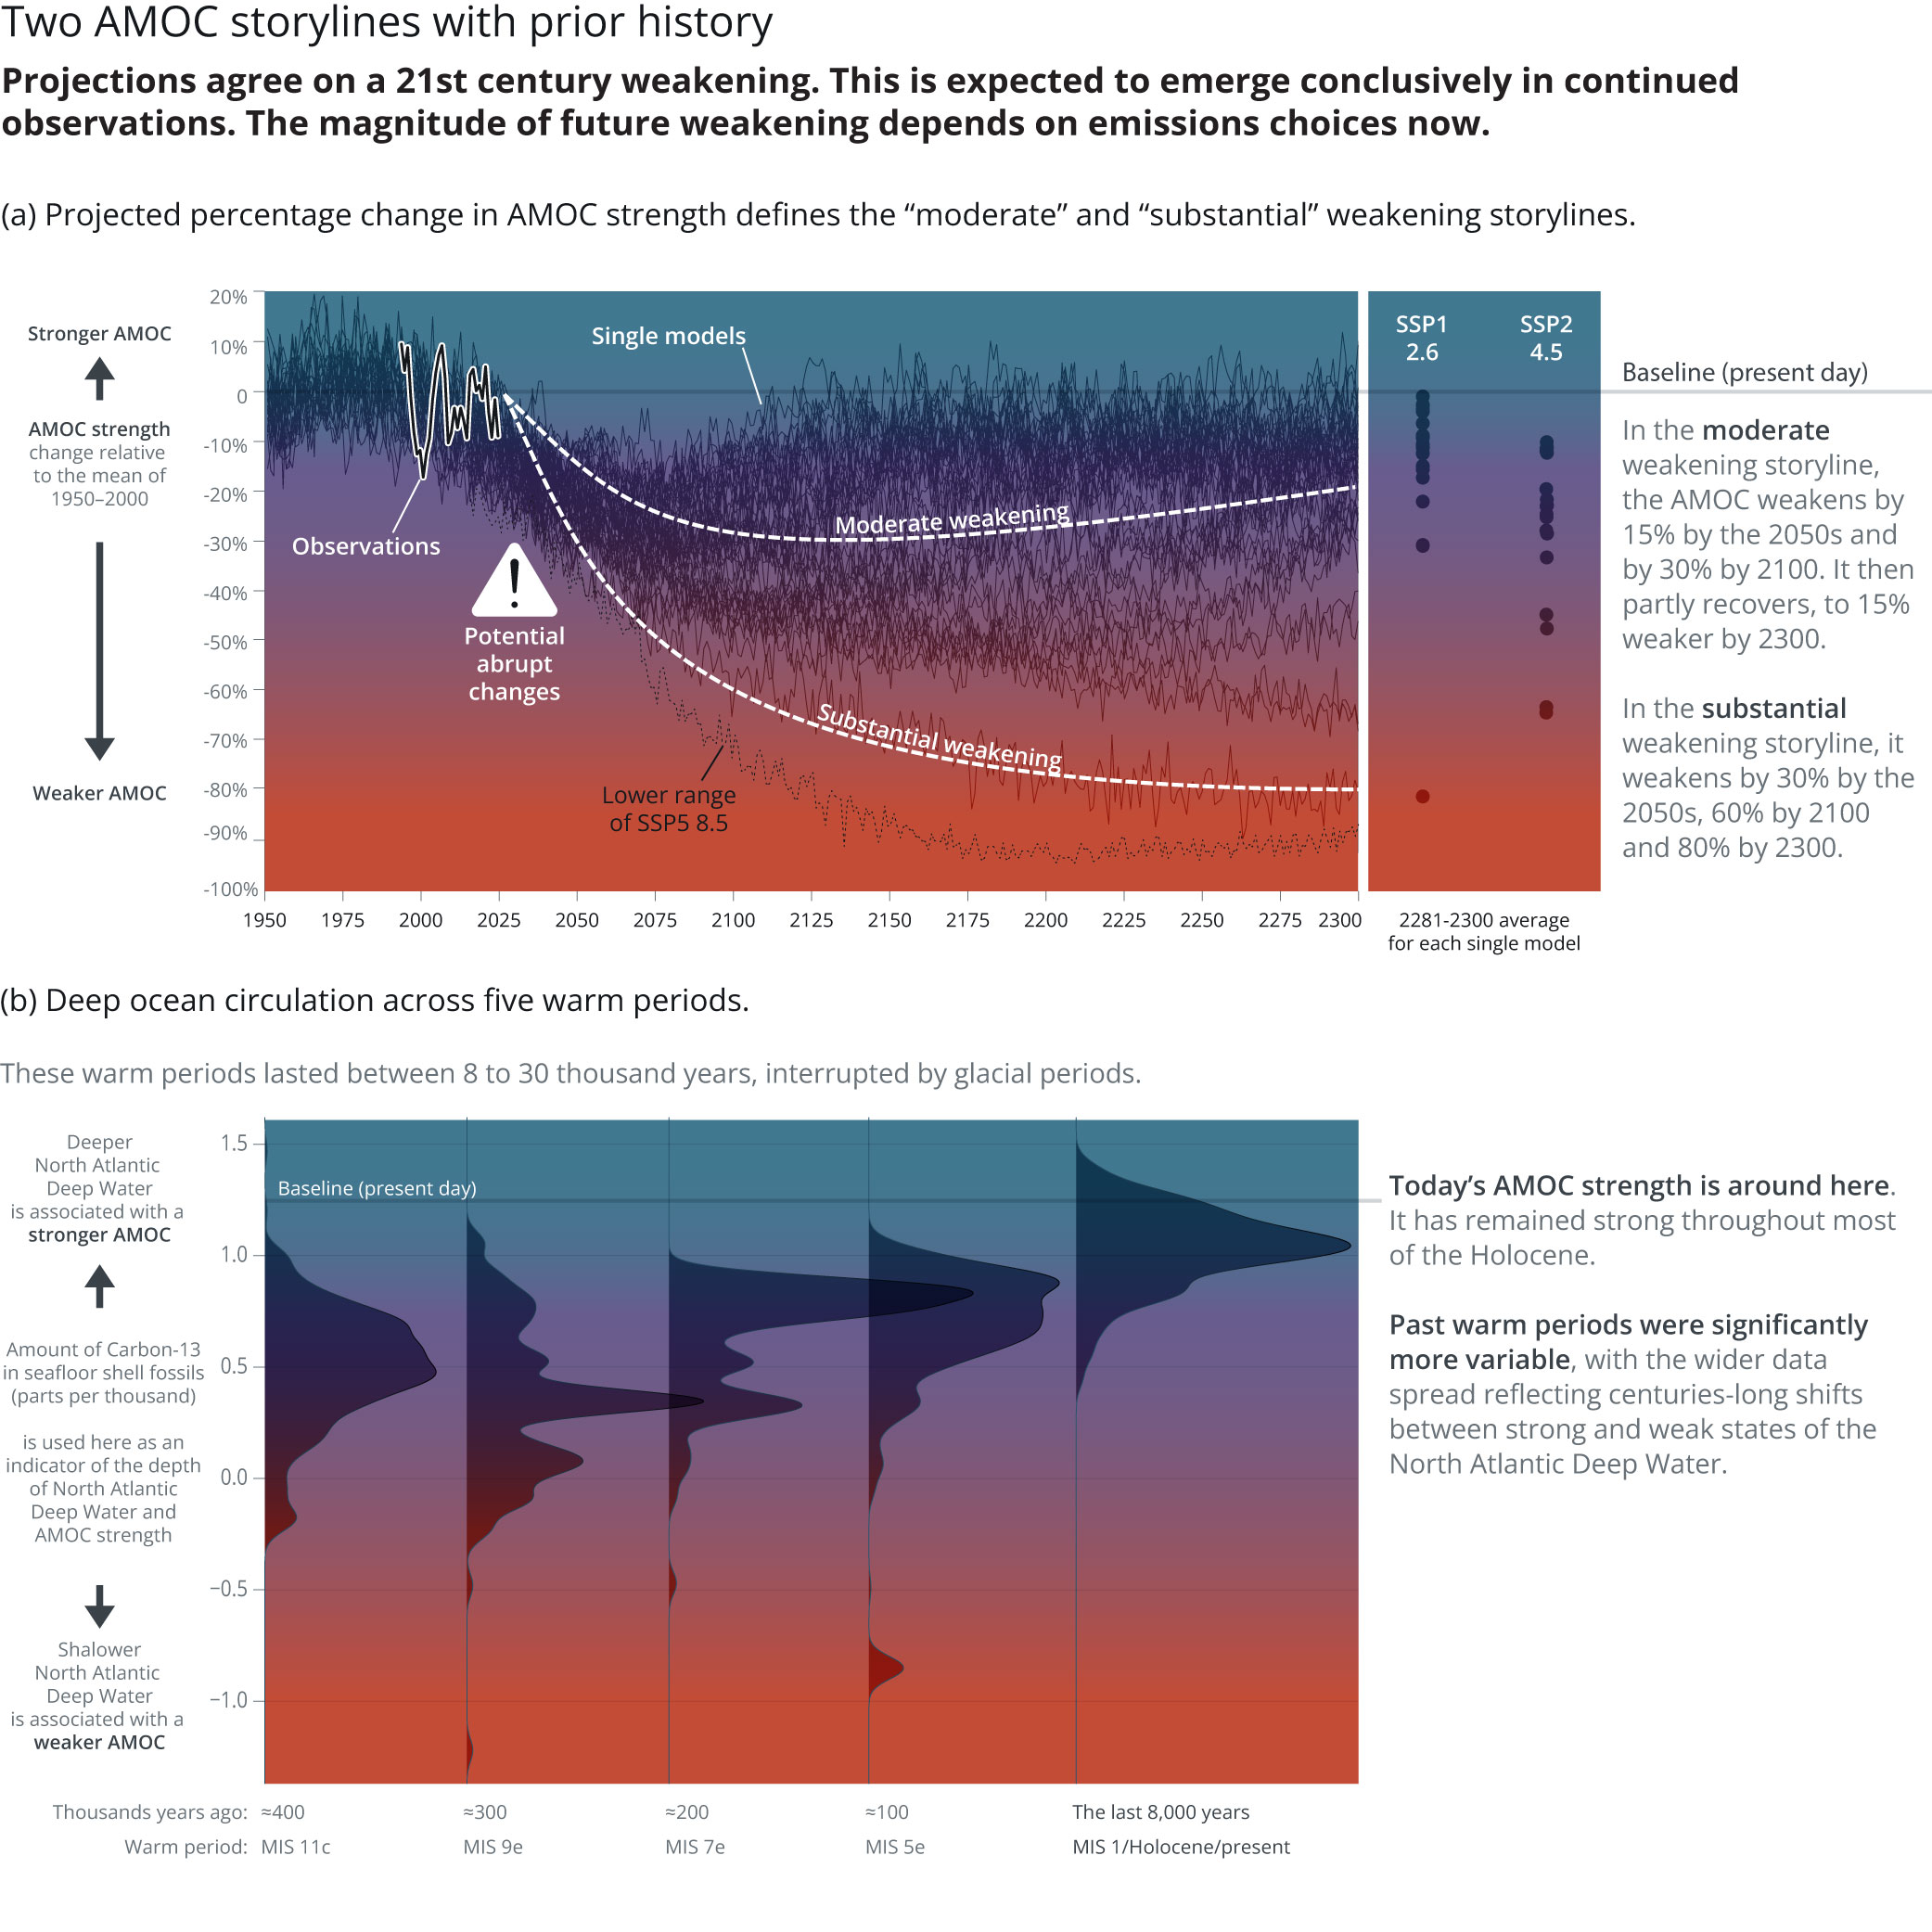 Two AMOC storylines with prior history
Projections agree on a 21st century weakening. This is expected to emerge conclusively in continued
observations. The magnitude of future weakening depends on emissions choices now.
(a) Projected percentage change in AMOC strength defines the “moderate” and “substantial” weakening storylines.
Stronger AMOC
AMOC strength
change relative
to the mean of
1950–2000
Weaker AMOC
20%
10%
0
-10%
-20%
-30%
-40%
-50%
-60%
-70%
-80%
-90%
-100%
Single models
Observations
Moderate weakening
Potential
abrupt
changes
Substantial weakening
Lower range
of SSP5 8.5
1950
1975
2000
2025
2050
2075
2100
2125
2150
2175
2200
2225
2250
2275
2300
SSP1
2.6
SSP2
4.5
2281-2300 average
for each single model
Baseline (present day)
In the moderate
weakening storyline,
the AMOC weakens by
15% by the 2050s and
by 30% by 2100. It then
partly recovers, to 15%
weaker by 2300.
In the substantial
weakening storyline, it
weakens by 30% by the
2050s, 60% by 2100
and 80% by 2300.
(b) Deep ocean circulation across five warm periods.
These warm periods lasted between 8 to 30 thousand years, interrupted by glacial periods.
Deeper
North Atlantic
Deep Water
is associated with a
stronger AMOC
Amount of Carbon-13
in seafloor shell fossils
(parts per thousand)
is used here as an
indicator of the depth
of North Atlantic
Deep Water and
AMOC strength
Shalower
North Atlantic
Deep Water
is associated with a
weaker AMOC
1.5
1.0
0.5
0.0
−0.5
−1.0
Baseline (present day)
Today’s AMOC strength is around here.
It has remained strong throughout most
of the Holocene.
Past warm periods were significantly
more variable, with the wider data
spread reflecting centuries-long shifts
between strong and weak states of the
North Atlantic Deep Water.
Thousands years ago: ≈400 ≈300 ≈200 ≈100 The last 8,000 years
Warm period: MIS 11c MIS 9e MIS 7e MIS 5e MIS 1/Holocene/present